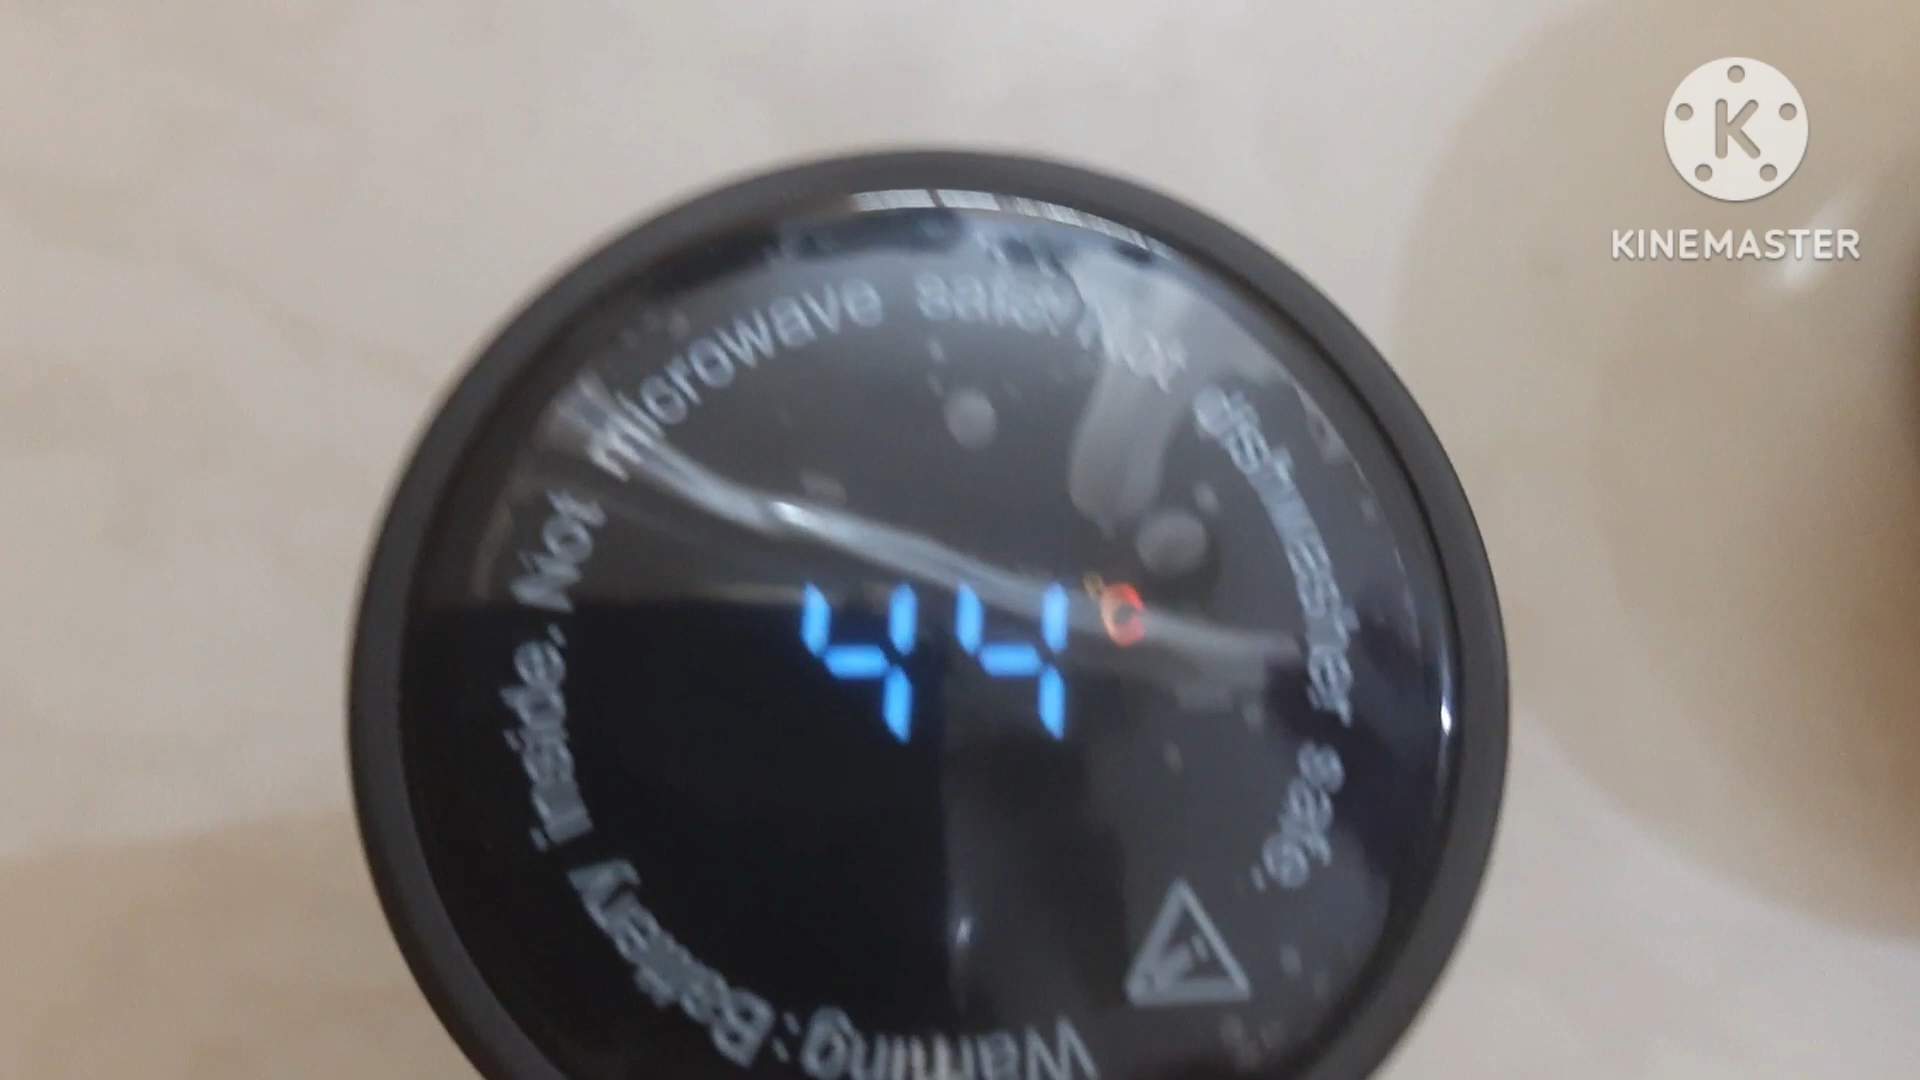 Warning: Battery inside. Not microwave safe. Not dishwasher safe.
44 °C
K
KINEMASTER